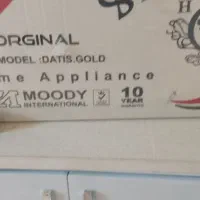 ORGINAL
MODEL :DATIS.GOLD
me Appliance
MOODY
INTERNATIONAL
10
YEAR
H